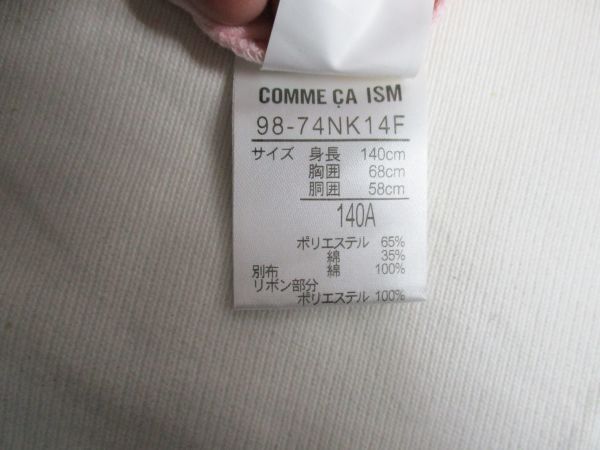 COMME ÇA ISM
98-74NK14F
サイズ 身長 140cm
胸囲 68cm
胴囲 58cm
140A
ポリエステル 65%
綿 35%
別布 綿 100%
リボン部分
ポリエステル 100%